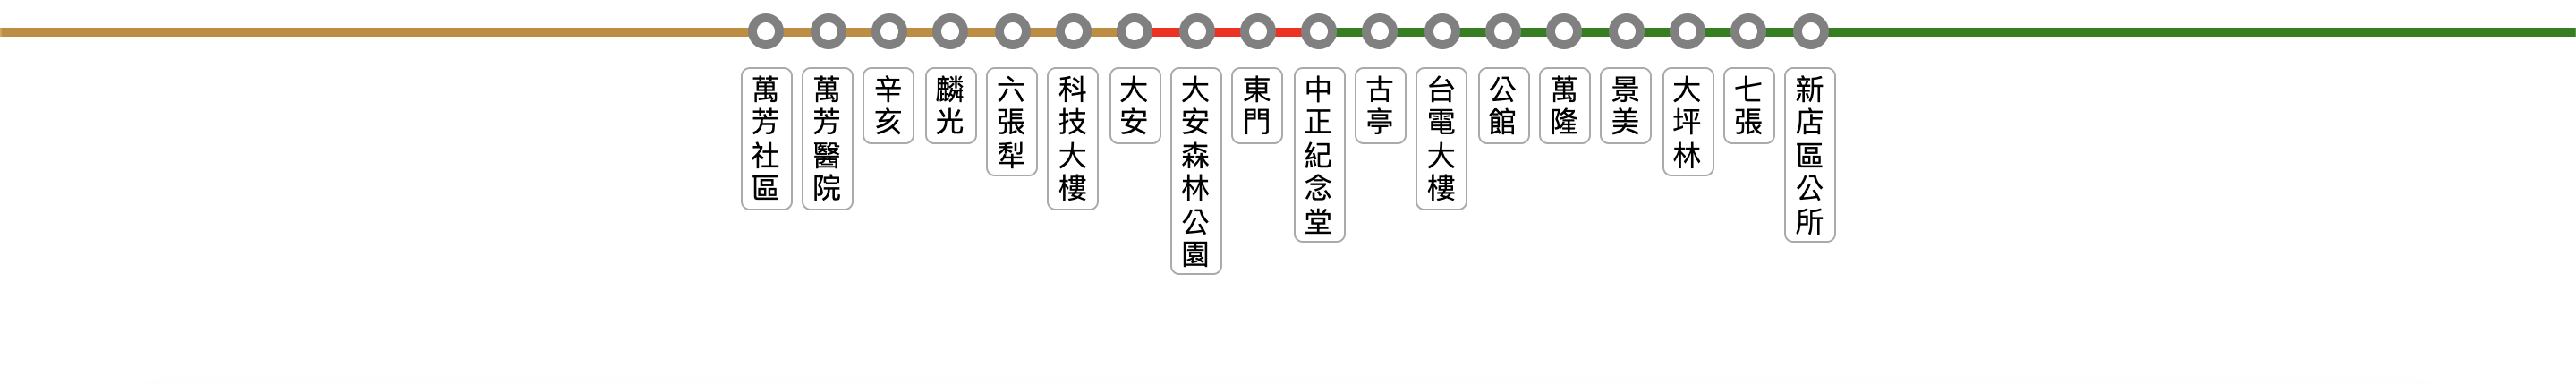 萬芳社區
萬芳醫院
辛亥
麟光
六張犁
科技大樓
大安
大安森林公園
東門
中正紀念堂
古亭
台電大樓
公館
萬隆
景美
大坪林
七張
新店區公所